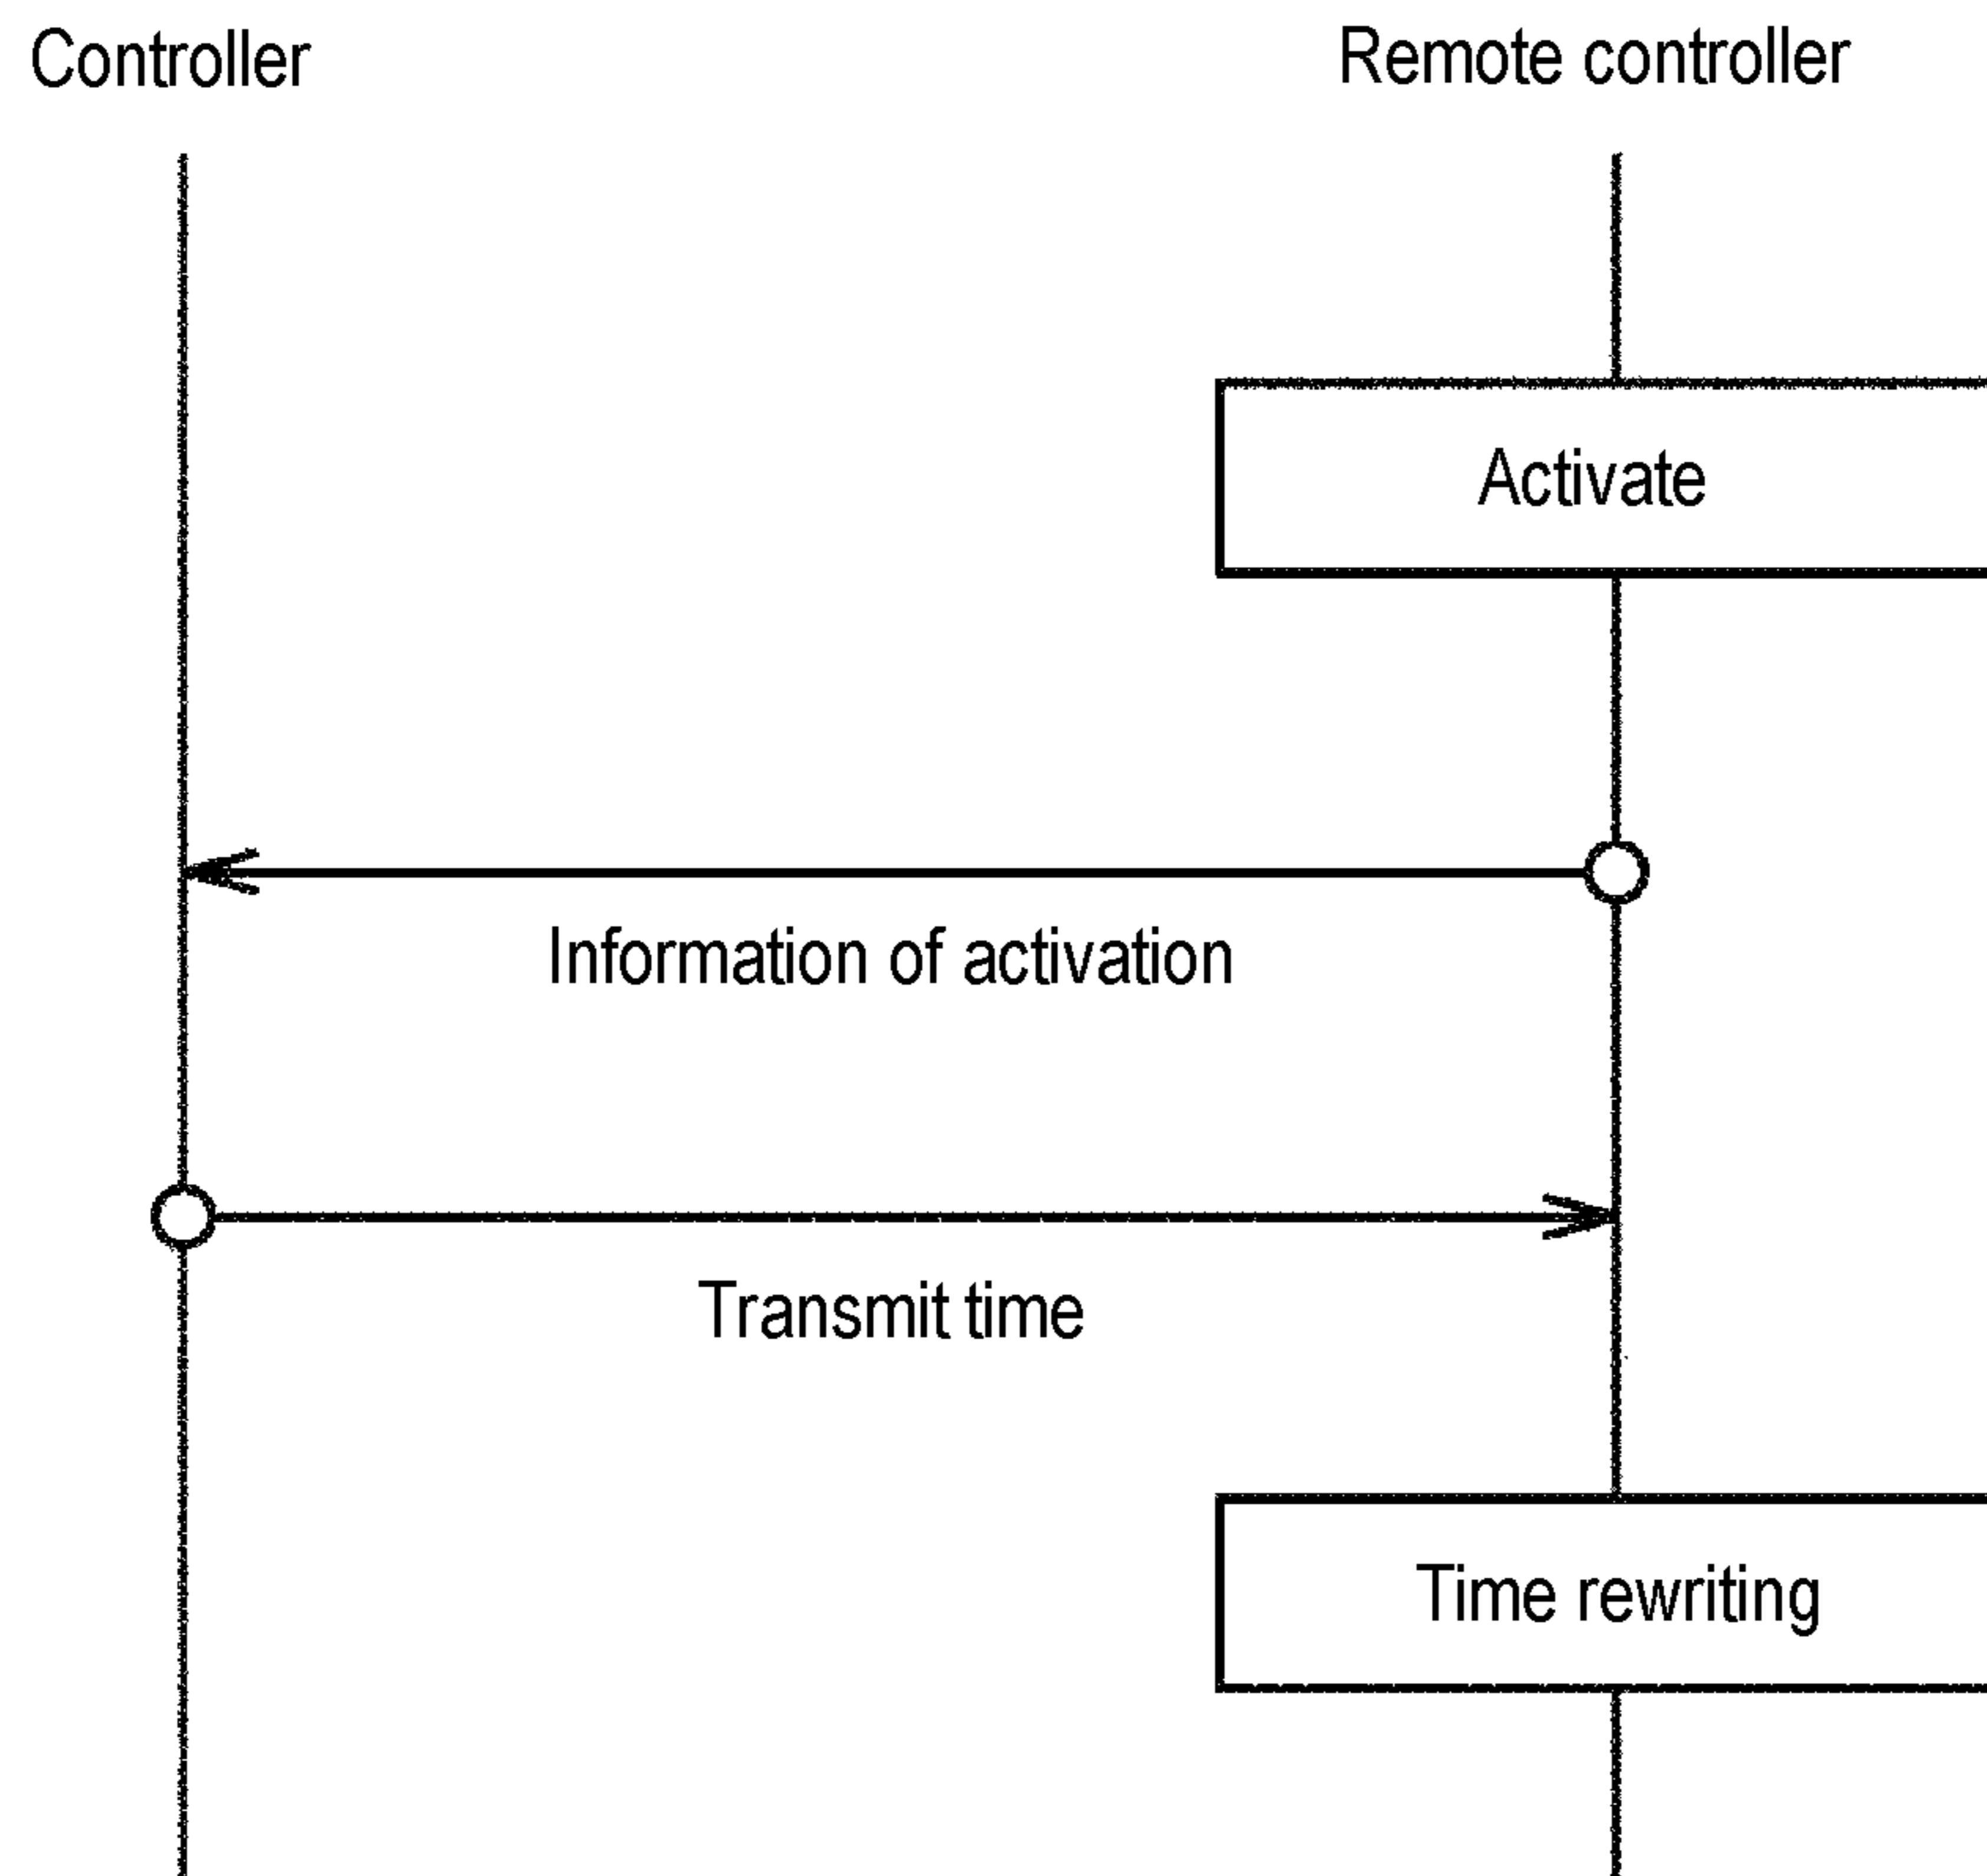 Controller
Remote controller
Activate
Information of activation
Transmit time
Time rewriting